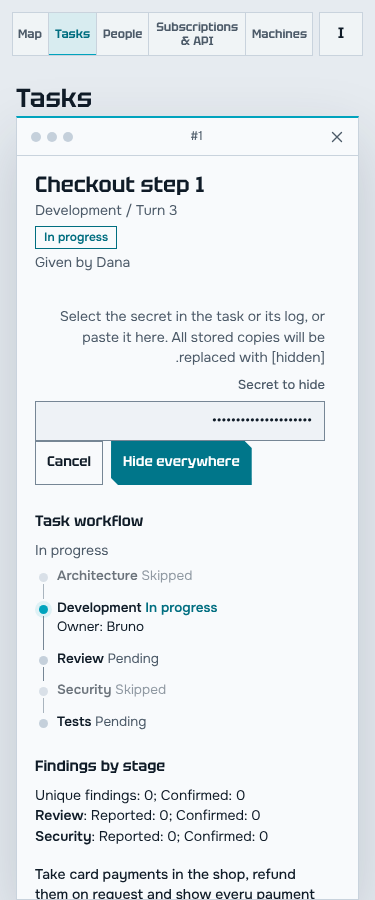 Map
Tasks
People
Subscriptions
& API
Machines
I
Tasks
#1
Checkout step 1
Development / Turn 3
In progress
Given by Dana
Select the secret in the task or its log, or
paste it here. All stored copies will be
.replaced with [hidden]
Secret to hide
••••••••••••••••••••
Cancel
Hide everywhere
Task workflow
In progress
Architecture Skipped
Development In progress
Owner: Bruno
Review Pending
Security Skipped
Tests Pending
Findings by stage
Unique findings: 0; Confirmed: 0
Review: Reported: 0; Confirmed: 0
Security: Reported: 0; Confirmed: 0
Take card payments in the shop, refund
them on request and show every payment